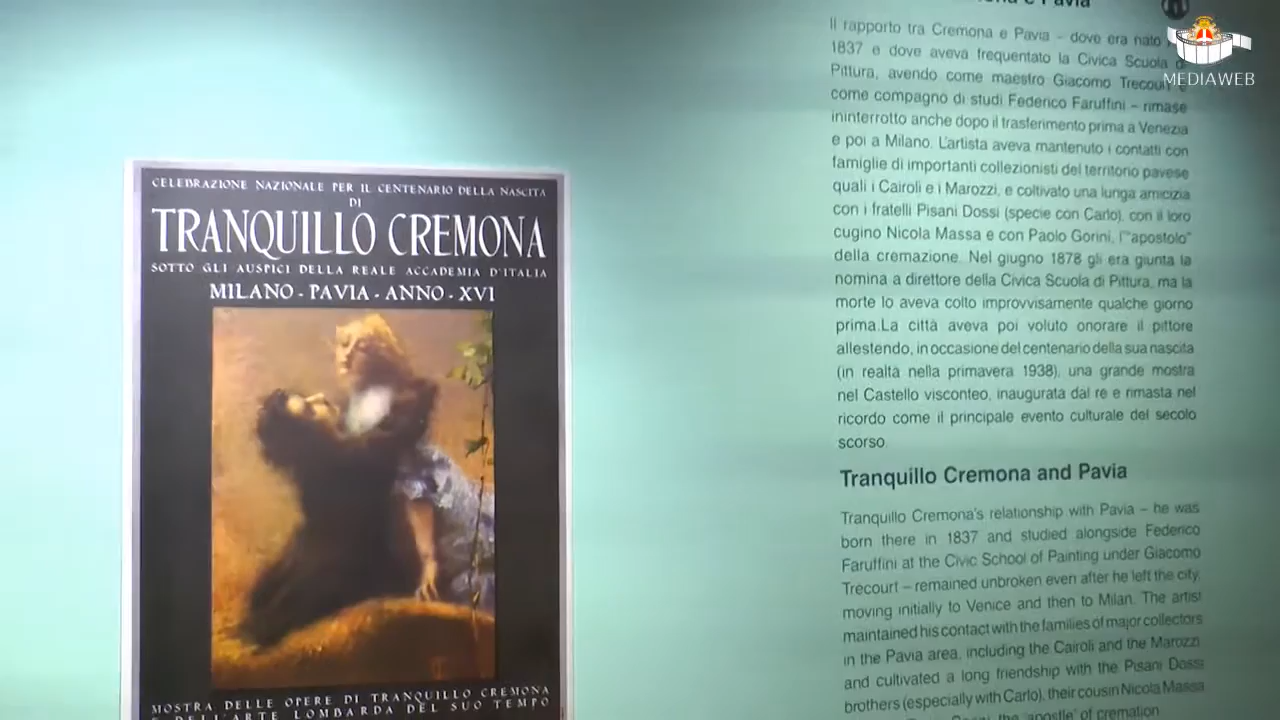 CELEBRAZIONE NAZIONALE PER IL CENTENARIO DELLA NASCITA
DI
TRANQUILLO CREMONA
SOTTO GLI AUSPICI DELLA REALE ACCADEMIA D'ITALIA
MILANO - PAVIA - ANNO - XVI
MOSTRA DELLE OPERE DI TRANQUILLO CREMONA
E DELL'ARTE LOMBARDA DEL SUO TEMPO
e Pavia
Il rapporto tra Cremona e Pavia – dove era nato
1837 e dove aveva frequentato la Civica Scuola di
Pittura, avendo come maestro Giacomo Trecourt e
come compagno di studi Federico Faruffini – rimase
ininterrotto anche dopo il trasferimento prima a Venezia
e poi a Milano. L'artista aveva mantenuto i contatti con
famiglie di importanti collezionisti del territorio pavese
quali i Cairoli e i Marozzi, e coltivato una lunga amicizia
con i fratelli Pisani Dossi (specie con Carlo), con il loro
cugino Nicola Massa e con Paolo Gorini, l'"apostolo"
della cremazione. Nel giugno 1878 gli era giunta la
nomina a direttore della Civica Scuola di Pittura, ma la
morte lo aveva colto improvvisamente qualche giorno
prima.La città aveva poi voluto onorare il pittore
allestendo, in occasione del centenario della sua nascita
(in realtà nella primavera 1938), una grande mostra
nel Castello visconteo, inaugurata dal re e rimasta nel
ricordo come il principale evento culturale del secolo
scorso.
Tranquillo Cremona and Pavia
Tranquillo Cremona's relationship with Pavia – he was
born there in 1837 and studied alongside Federico
Faruffini at the Civic School of Painting under Giacomo
Trecourt – remained unbroken even after he left the city,
moving initially to Venice and then to Milan. The artist
maintained his contact with the families of major collectors
in the Pavia area, including the Cairoli and the Marozzi,
and cultivated a long friendship with the Pisani Dossi
brothers (especially with Carlo), their cousin Nicola Massa
the 'apostle' of cremation.
MEDIAWEB